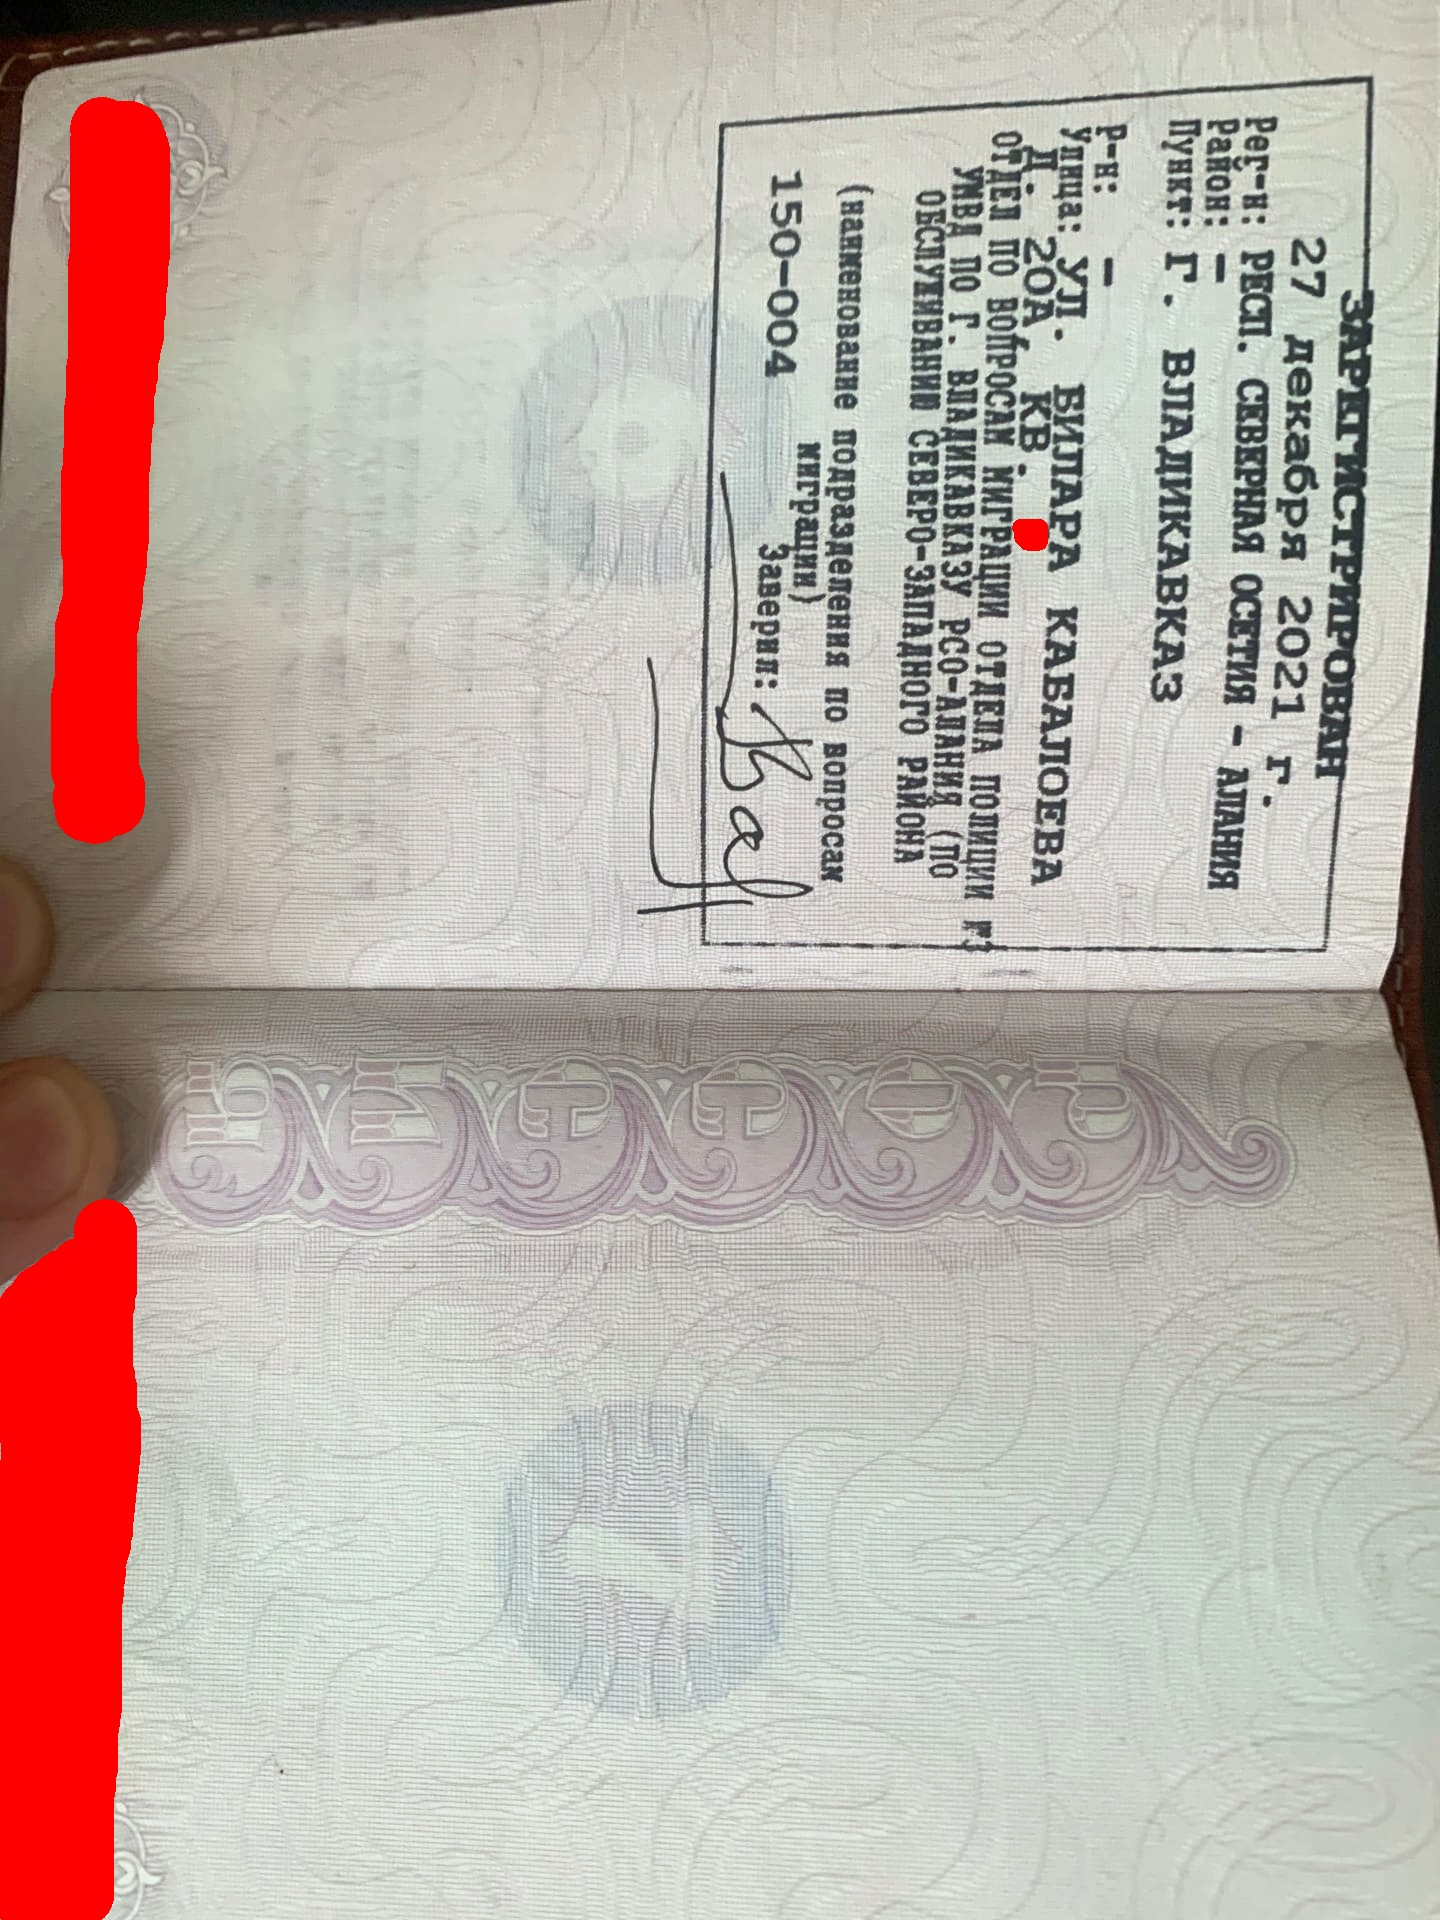 ЗАРЕГИСТРИРОВАН
27 декабря 2021 г.
Рег-н: РЕСП. СЕВЕРНАЯ ОСЕТИЯ - АЛАНИЯ
Район: -
Пункт: Г. ВЛАДИКАВКАЗ
Р-н: -
Улица: УЛ. БИЛАРА КАБАЛОЕВА
Д. 20А, КВ.
ОТДЕЛ ПО ВОПРОСАМ МИГРАЦИИ ОТДЕЛА ПОЛИЦИИ №3
УМВД ПО Г. ВЛАДИКАВКАЗУ РСО-АЛАНИЯ (ПО
ОБСЛУЖИВАНИЮ СЕВЕРО-ЗАПАДНОГО РАЙОНА
(наименование подразделения по вопросам
миграции)
150-004
Заверил: